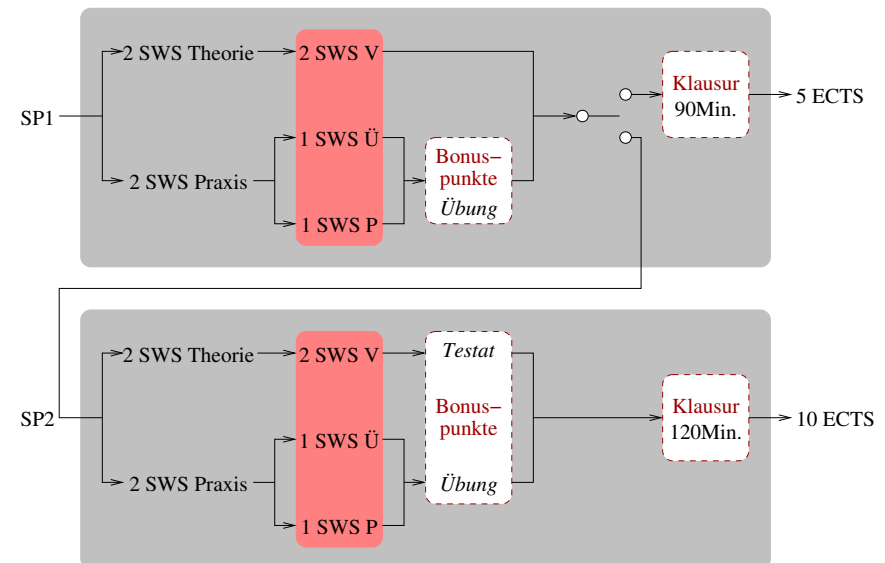 2 SWS Theorie
2 SWS V
Klausur
90Min.
5 ECTS
SP1
1 SWS Ü
2 SWS Praxis
Bonus–
punkte
Übung
1 SWS P
2 SWS Theorie
2 SWS V
Testat
SP2
Bonus–
punkte
Klausur
120Min.
10 ECTS
1 SWS Ü
2 SWS Praxis
Übung
1 SWS P